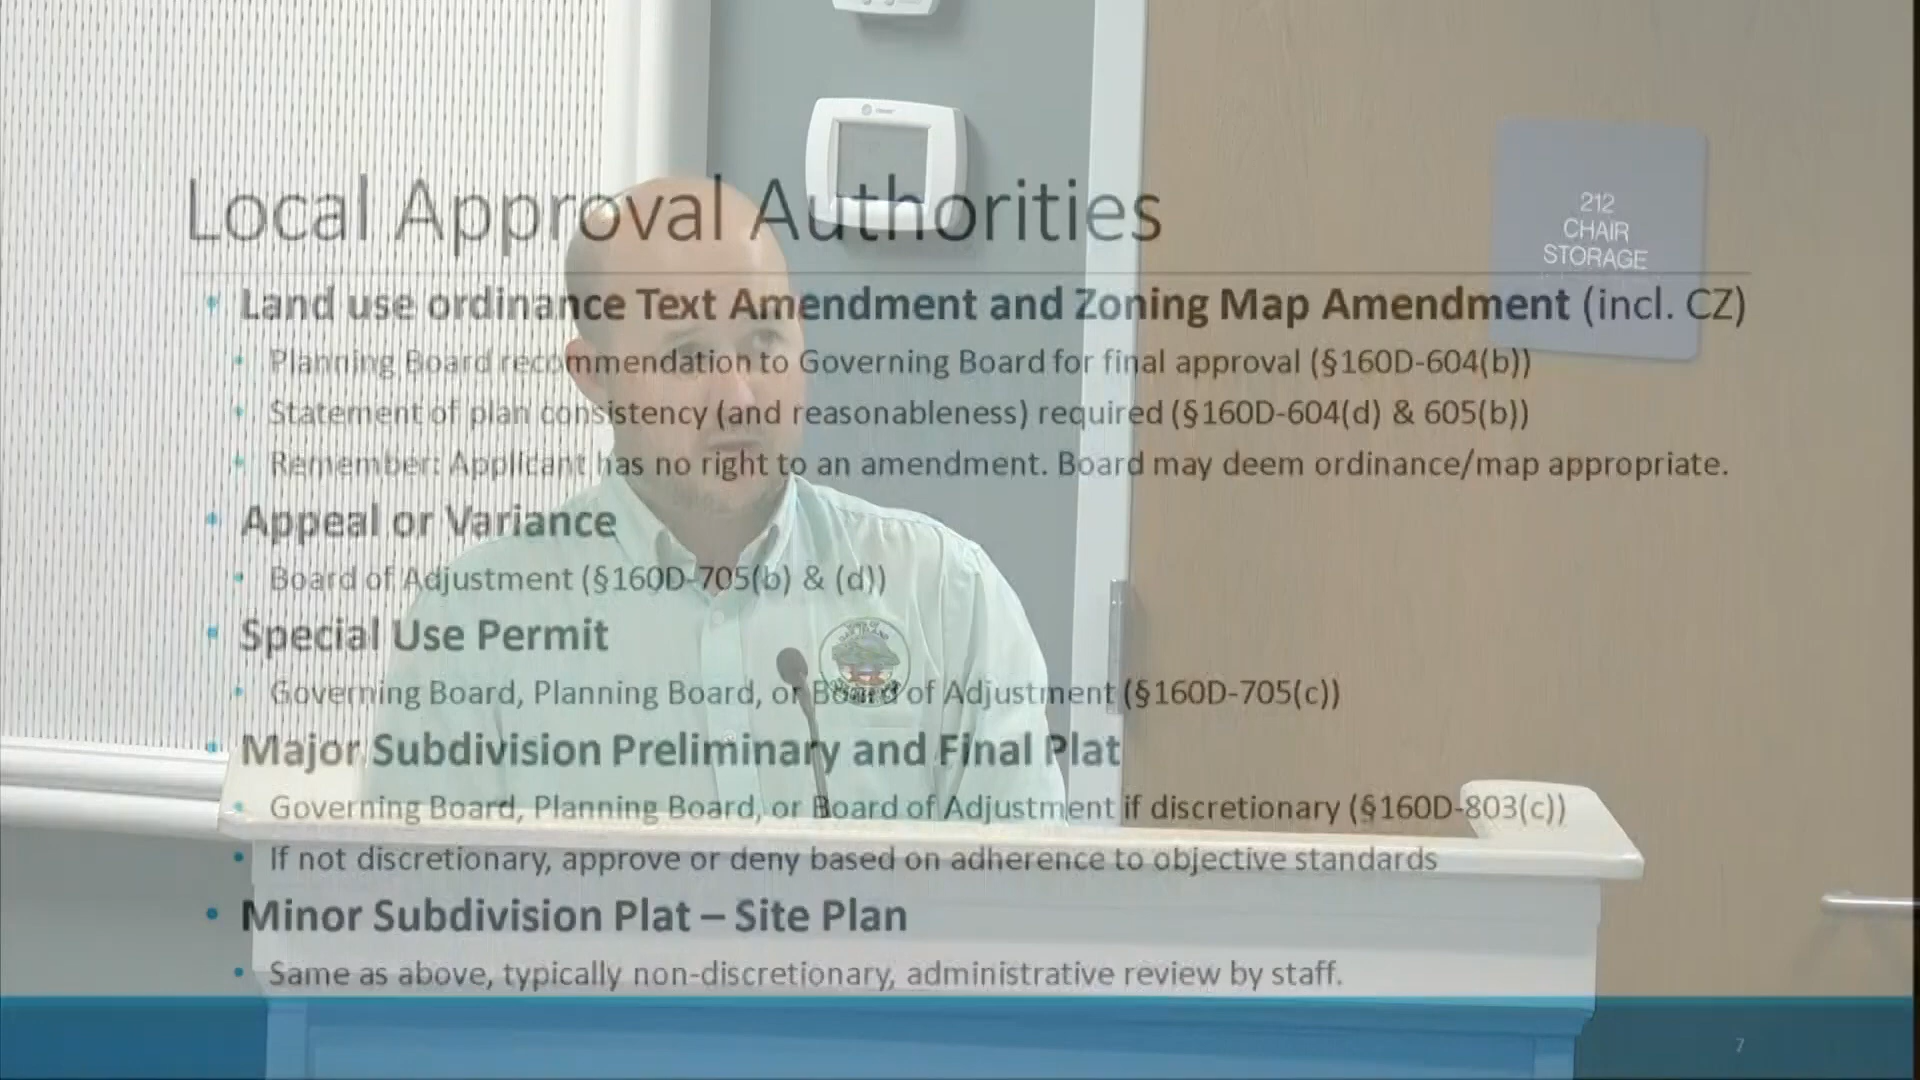 212
CHAIR
STORAGE
Local Approval Authorities
• Land use ordinance Text Amendment and Zoning Map Amendment (incl. CZ)
• Planning Board recommendation to Governing Board for final approval (§160D-604(b))
• Statement of plan consistency (and reasonableness) required (§160D-604(d) & 605(b))
• Remember: Applicant has no right to an amendment. Board may deem ordinance/map appropriate.
• Appeal or Variance
• Board of Adjustment (§160D-705(b) & (d))
• Special Use Permit
• Governing Board, Planning Board, or Board of Adjustment (§160D-705(c))
• Major Subdivision Preliminary and Final Plat
• Governing Board, Planning Board, or Board of Adjustment if discretionary (§160D-803(c))
• If not discretionary, approve or deny based on adherence to objective standards
• Minor Subdivision Plat – Site Plan
• Same as above, typically non-discretionary, administrative review by staff.
7